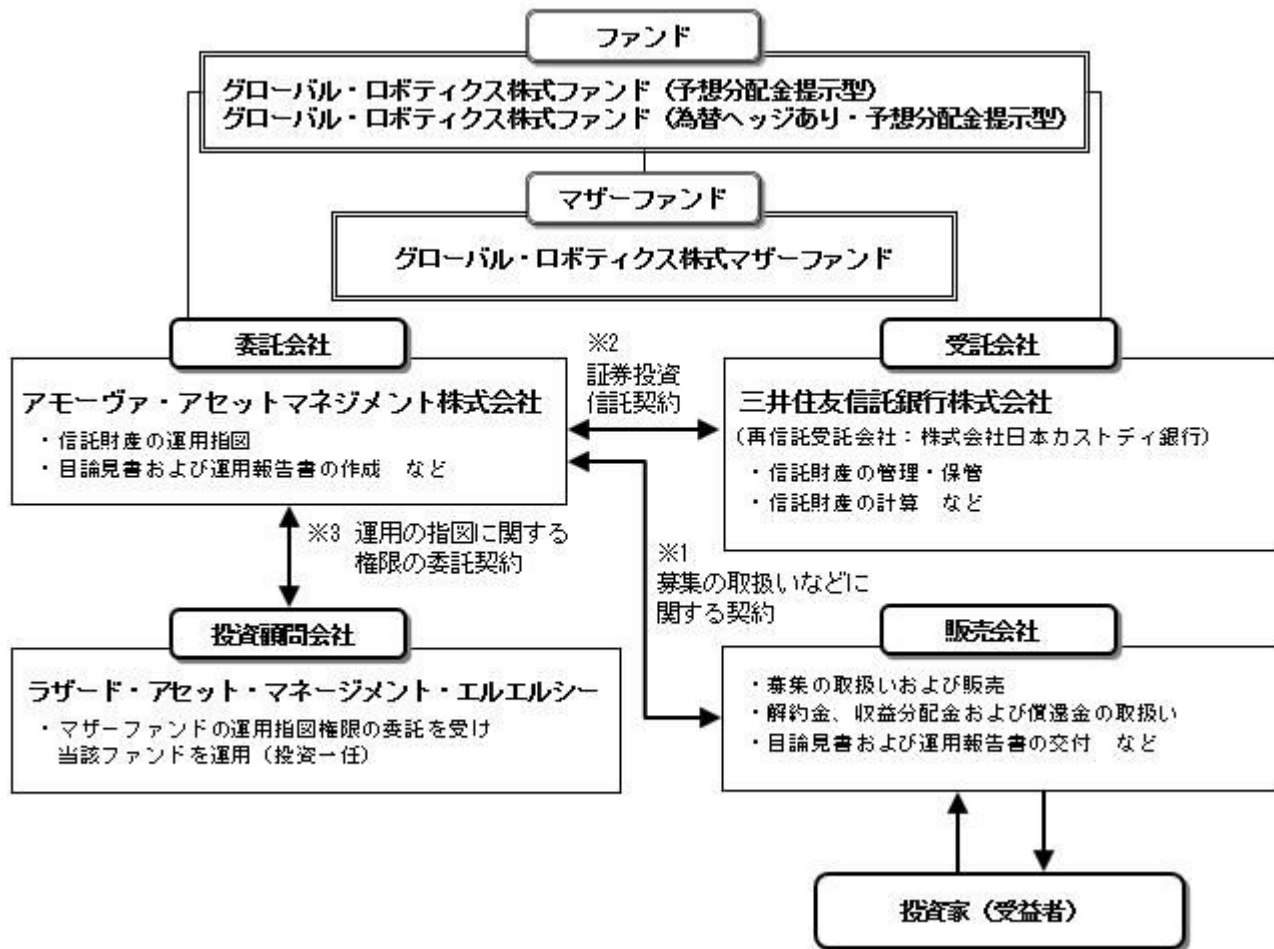 ファンド
グローバル・ロボティクス株式ファンド（予想分配金提示型）
グローバル・ロボティクス株式ファンド（為替ヘッジあり・予想分配金提示型）
マザーファンド
グローバル・ロボティクス株式マザーファンド
委託会社
アモーヴァ・アセットマネジメント株式会社
・信託財産の運用指図
・目論見書および運用報告書の作成　など
※2
証券投資
信託契約
受託会社
三井住友信託銀行株式会社
（再信託受託会社：株式会社日本カストディ銀行）
・信託財産の管理・保管
・信託財産の計算　など
※3 運用の指図に関する
権限の委託契約
※1
募集の取扱いなどに
関する契約
投資顧問会社
ラザード・アセット・マネージメント・エルエルシー
・マザーファンドの運用指図権限の委託を受け
当該ファンドを運用（投資一任）
販売会社
・募集の取扱いおよび販売
・解約金、収益分配金および償還金の取扱い
・目論見書および運用報告書の交付　など
投資家（受益者）